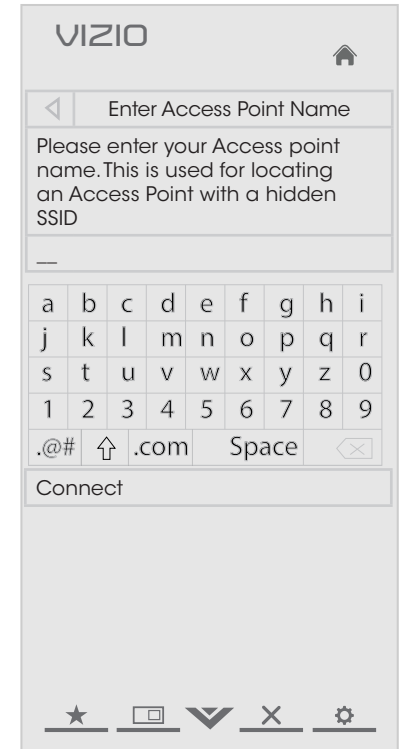 VIZIO
Enter Access Point Name
Please enter your Access point
name. This is used for locating
an Access Point with a hidden
SSID
__
a b c d e f g h i
j k l m n o p q r
s t u v w x y z 0
1 2 3 4 5 6 7 8 9
.@# .com Space
Connect